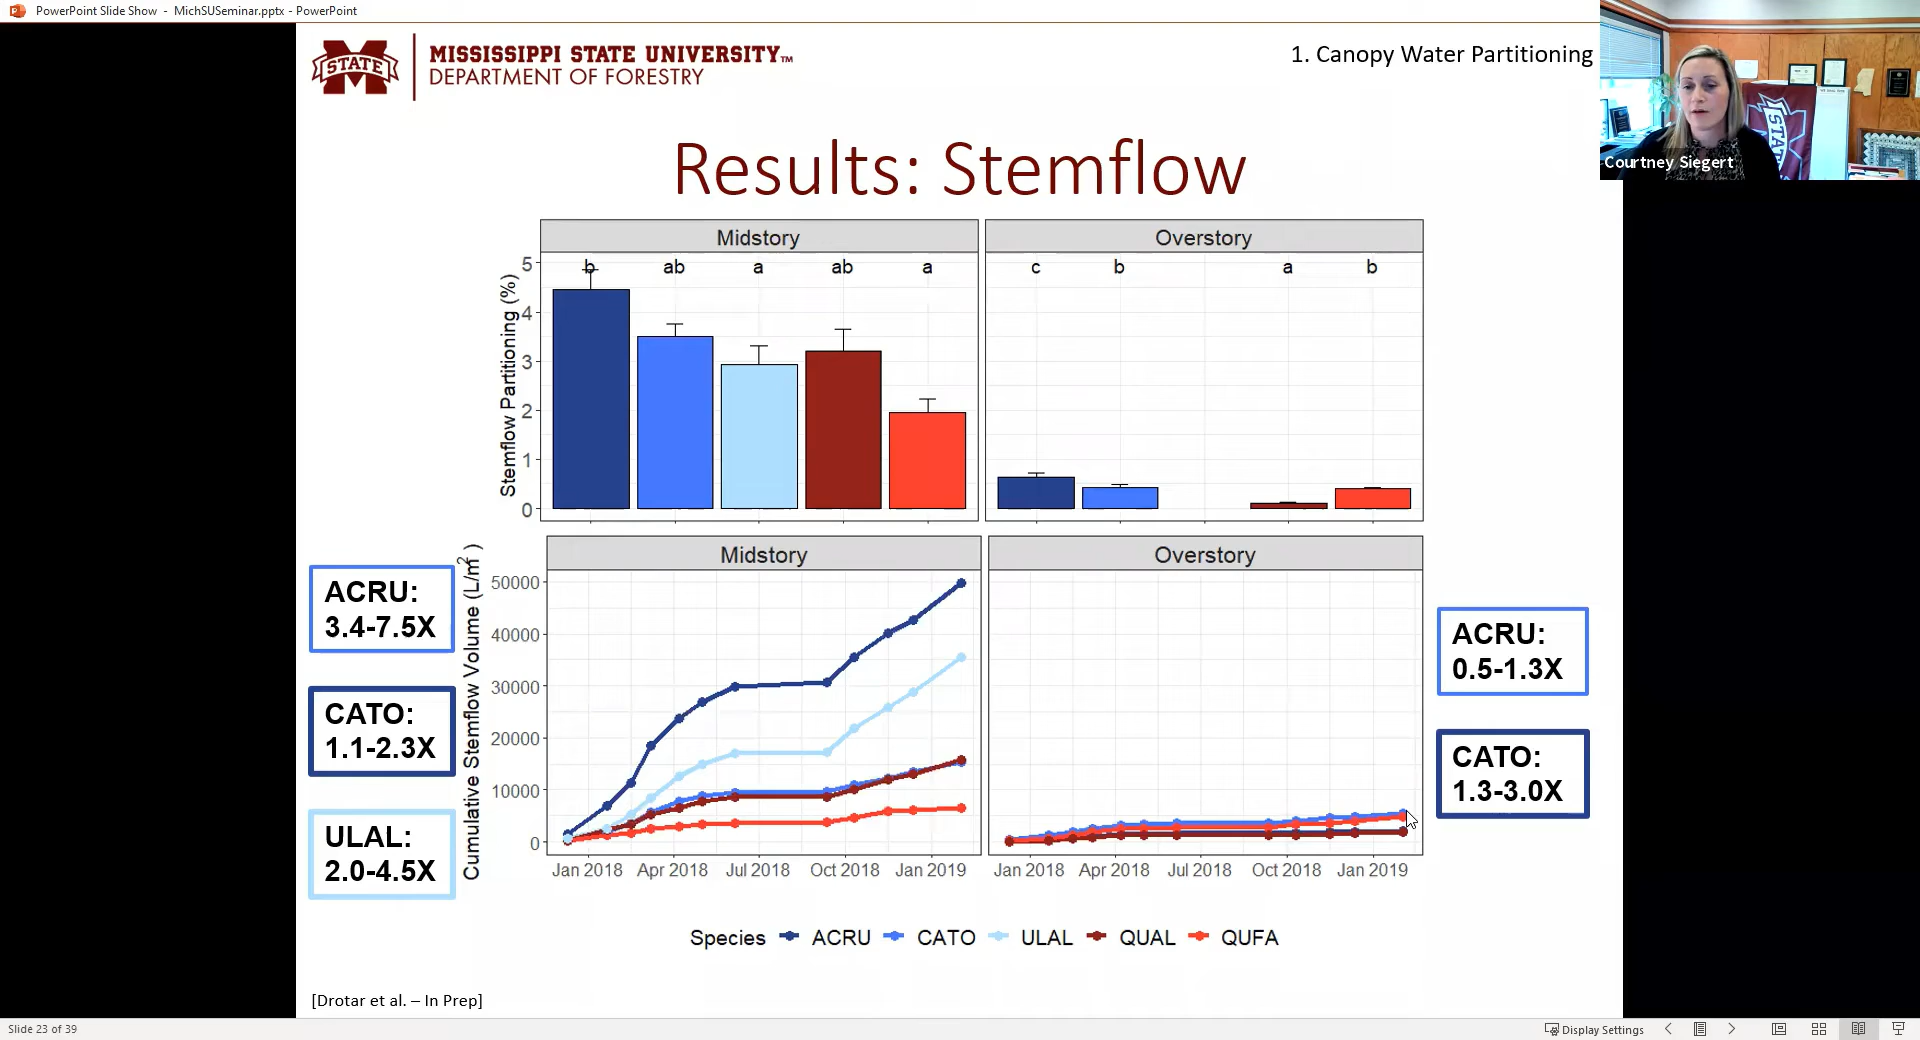 PowerPoint Slide Show - MichSUSeminar.pptx - PowerPoint
STATE
MISSISSIPPI STATE UNIVERSITY™
DEPARTMENT OF FORESTRY
1. Canopy Water Partitioning
STATE
Courtney Siegert
Results: Stemflow
Midstory
Overstory
Stemflow Partitioning (%)
5
4
3
2
1
0
b ab a ab a
c b a b
Midstory
Overstory
Cumulative Stemflow Volume (L/m²)
50000
40000
30000
20000
10000
0
Jan 2018 Apr 2018 Jul 2018 Oct 2018 Jan 2019
Jan 2018 Apr 2018 Jul 2018 Oct 2018 Jan 2019
ACRU:
3.4-7.5X
CATO:
1.1-2.3X
ULAL:
2.0-4.5X
ACRU:
0.5-1.3X
CATO:
1.3-3.0X
Species ACRU CATO ULAL QUAL QUFA
[Drotar et al. – In Prep]
Slide 23 of 39
Display Settings